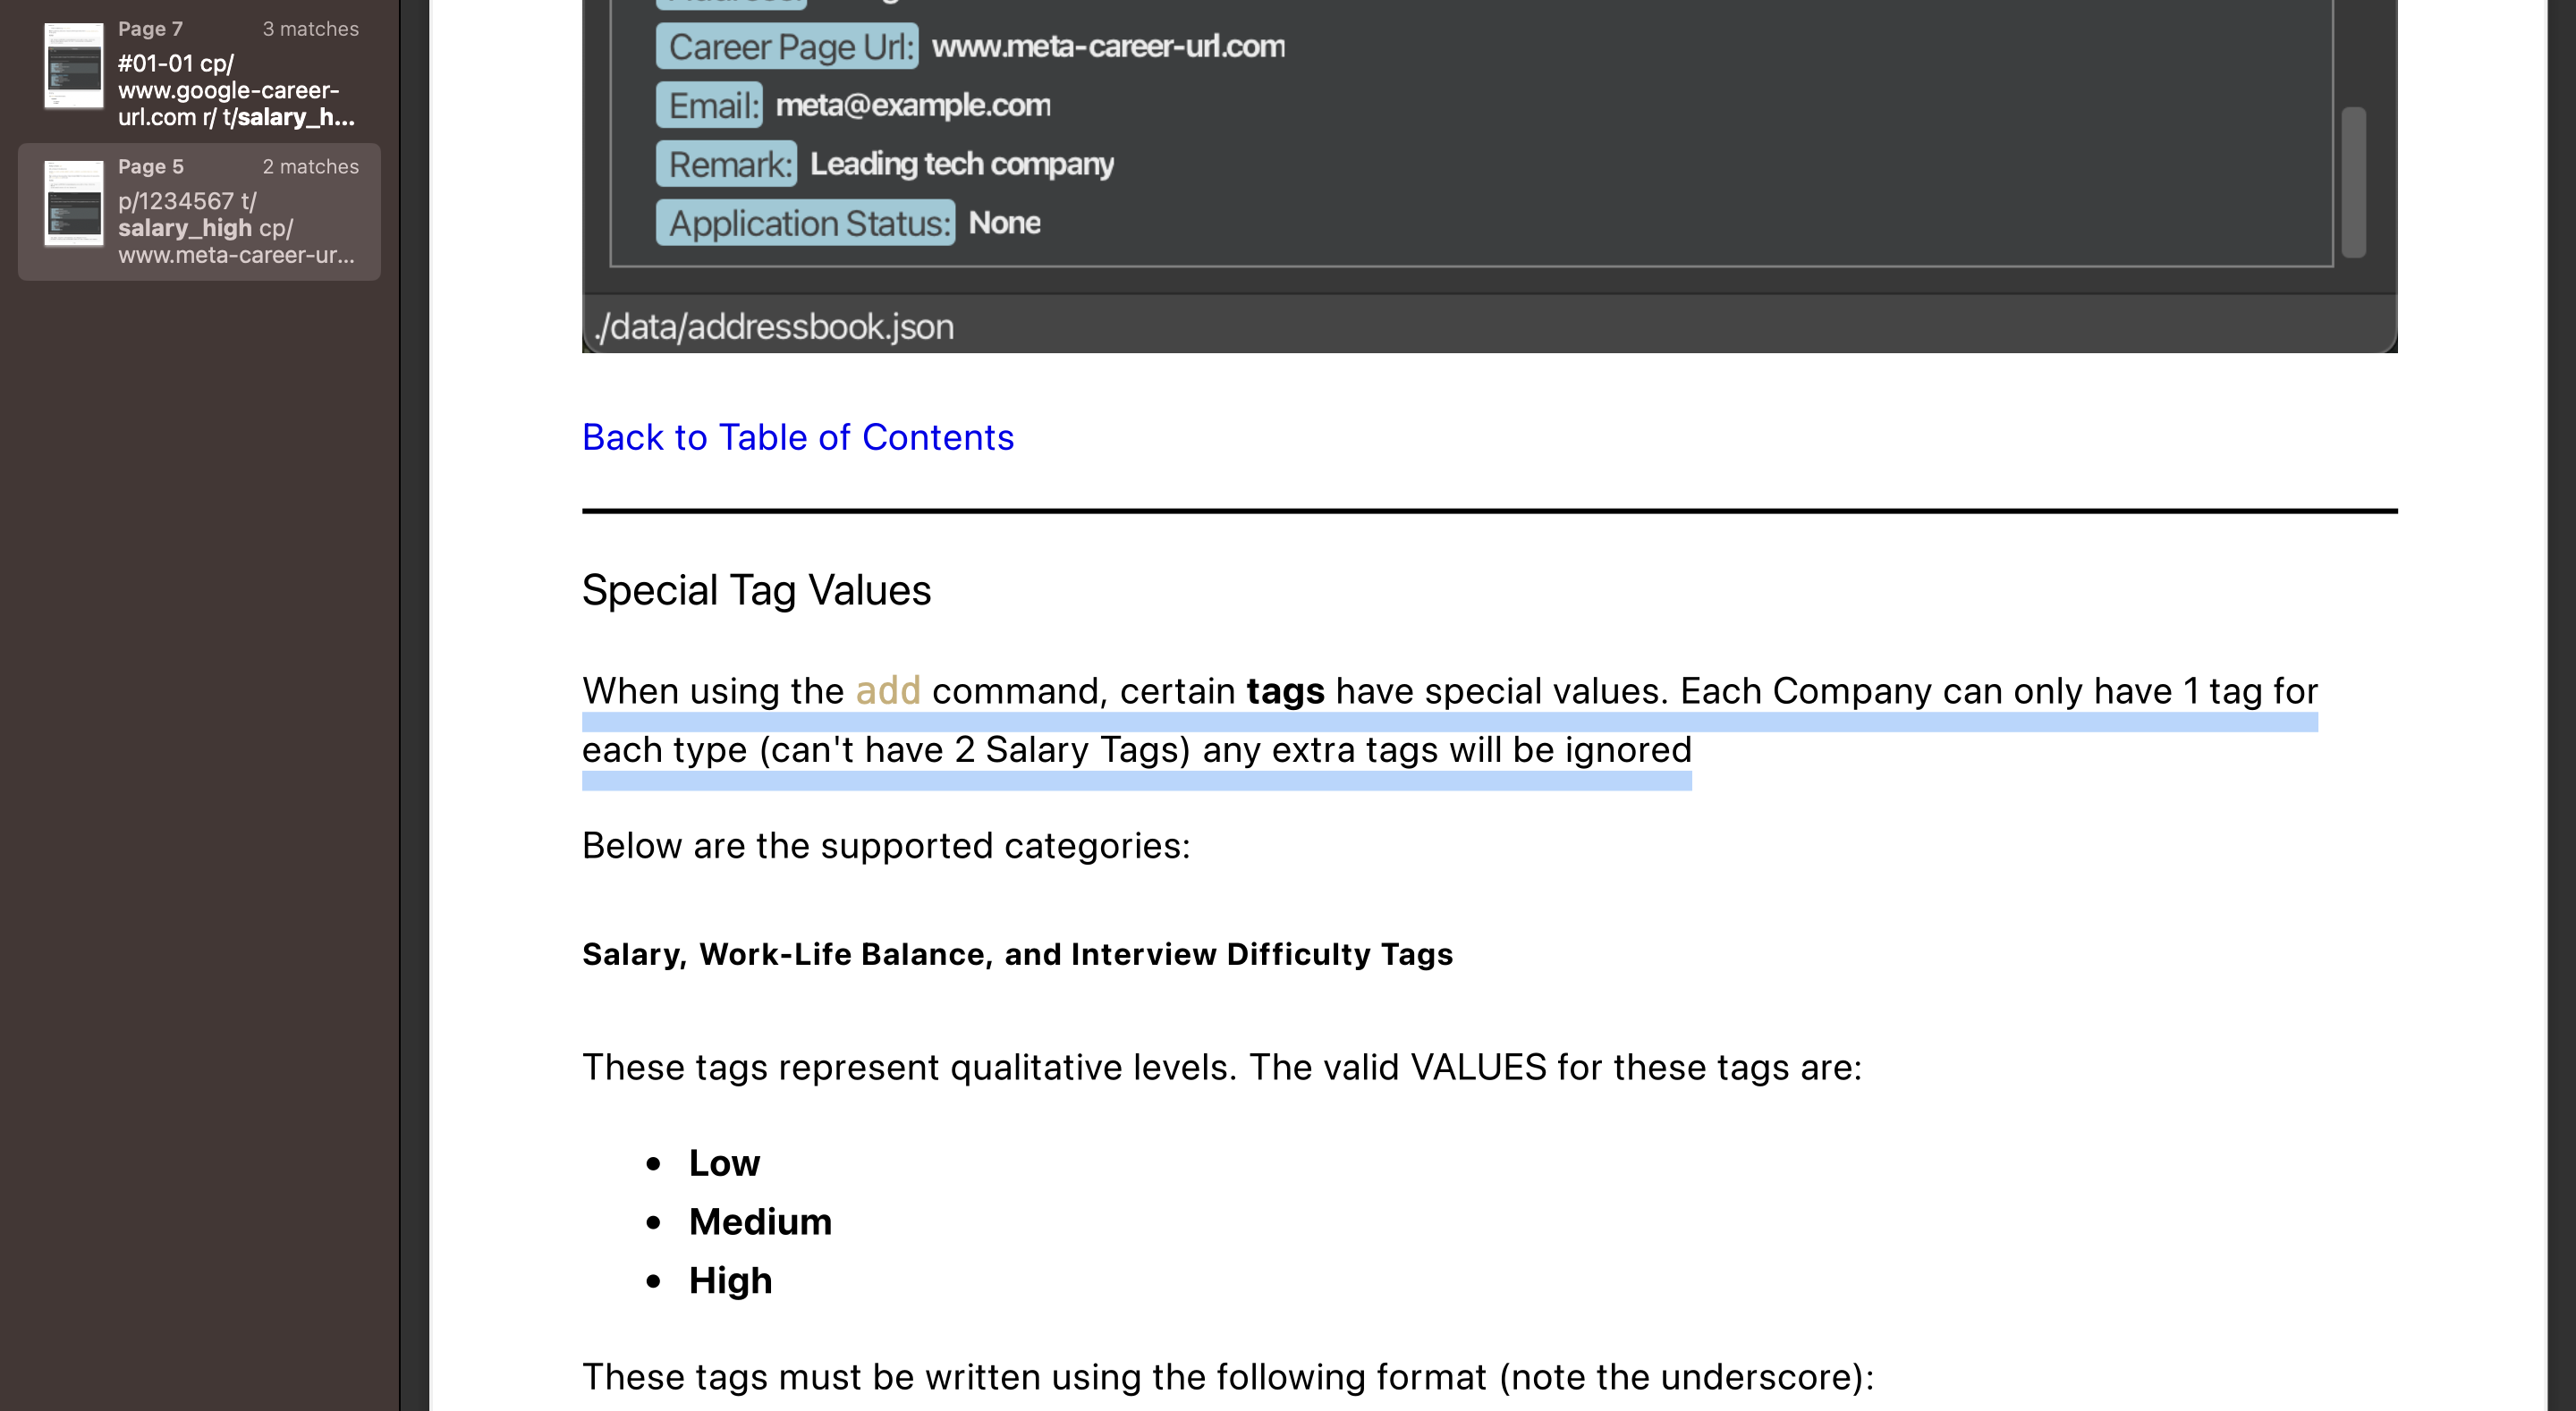 Page 7 3 matches
#01-01 cp/
www.google-career-
url.com r/ t/salary_h...
Page 5 2 matches
p/1234567 t/
salary_high cp/
www.meta-career-ur...
Career Page Url: www.meta-career-url.com
Email: meta@example.com
Remark: Leading tech company
Application Status: None
./data/addressbook.json
Back to Table of Contents
Special Tag Values
When using the add command, certain tags have special values. Each Company can only have 1 tag for
each type (can't have 2 Salary Tags) any extra tags will be ignored
Below are the supported categories:
Salary, Work-Life Balance, and Interview Difficulty Tags
These tags represent qualitative levels. The valid VALUES for these tags are:
• Low
• Medium
• High
These tags must be written using the following format (note the underscore):